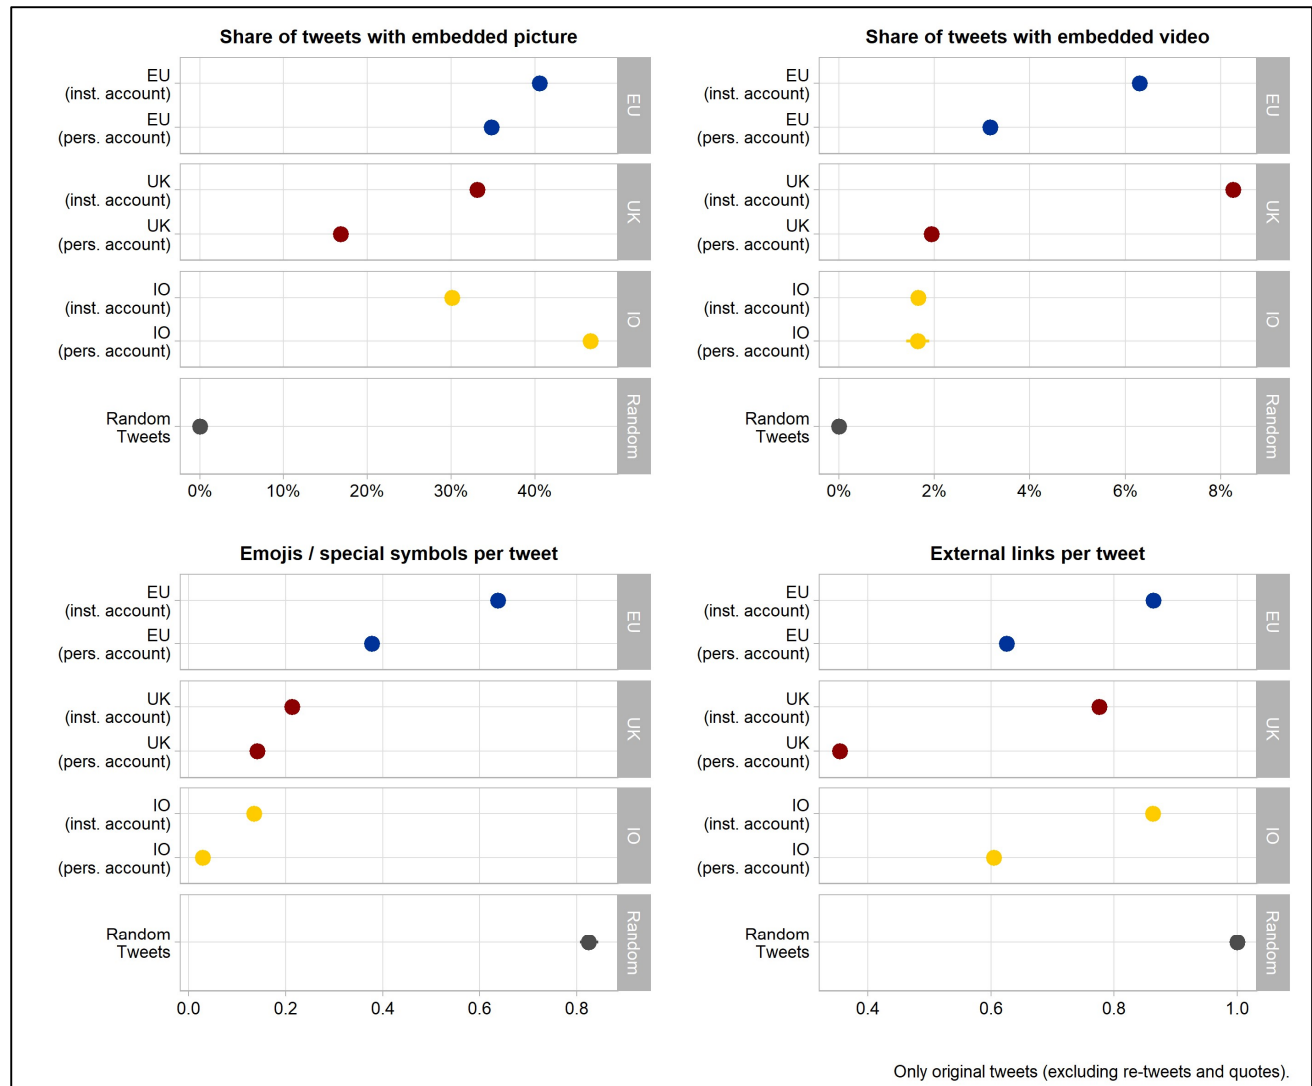 Share of tweets with embedded picture
EU
(inst. account)
EU
(pers. account)
EU
UK
(inst. account)
UK
(pers. account)
UK
IO
(inst. account)
IO
(pers. account)
IO
Random
Tweets
Random
0% 10% 20% 30% 40%
Share of tweets with embedded video
EU
(inst. account)
EU
(pers. account)
EU
UK
(inst. account)
UK
(pers. account)
UK
IO
(inst. account)
IO
(pers. account)
IO
Random
Tweets
Random
0% 2% 4% 6% 8%
Emojis / special symbols per tweet
EU
(inst. account)
EU
(pers. account)
EU
UK
(inst. account)
UK
(pers. account)
UK
IO
(inst. account)
IO
(pers. account)
IO
Random
Tweets
Random
0.0 0.2 0.4 0.6 0.8
External links per tweet
EU
(inst. account)
EU
(pers. account)
EU
UK
(inst. account)
UK
(pers. account)
UK
IO
(inst. account)
IO
(pers. account)
IO
Random
Tweets
Random
0.4 0.6 0.8 1.0
Only original tweets (excluding re-tweets and quotes).